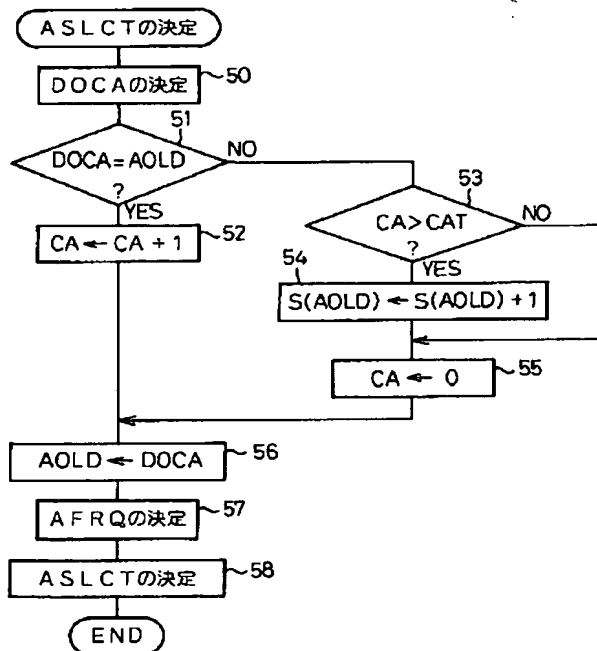 ASLCTの決定
DOCAの決定
50
51
DOCA=AOLD
?
NO
YES
CA←CA+1
52
53
CA>CAT
?
NO
YES
54
S(AOLD)←S(AOLD)+1
CA←0
55
AOLD←DOCA
56
AFRQの決定
57
ASLCTの決定
58
END